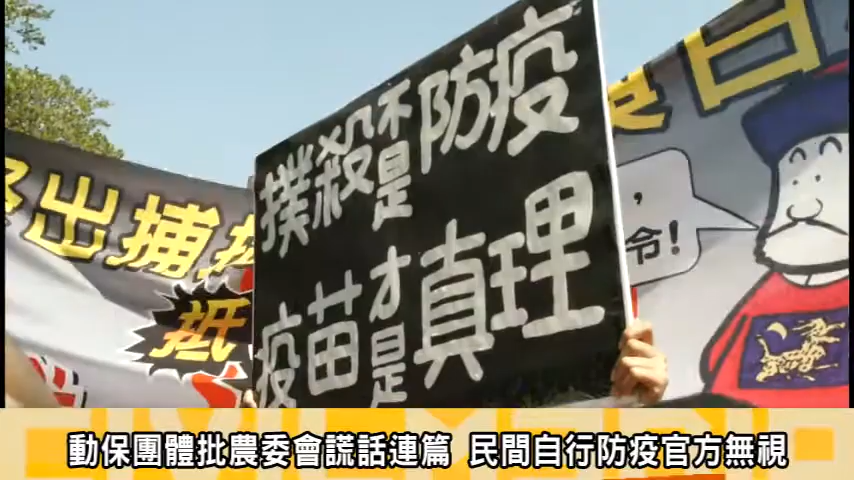 撲殺不是防疫
疫苗才是真理
出捕
抵
，
令！
動保團體批農委會謊話連篇 民間自行防疫官方無視